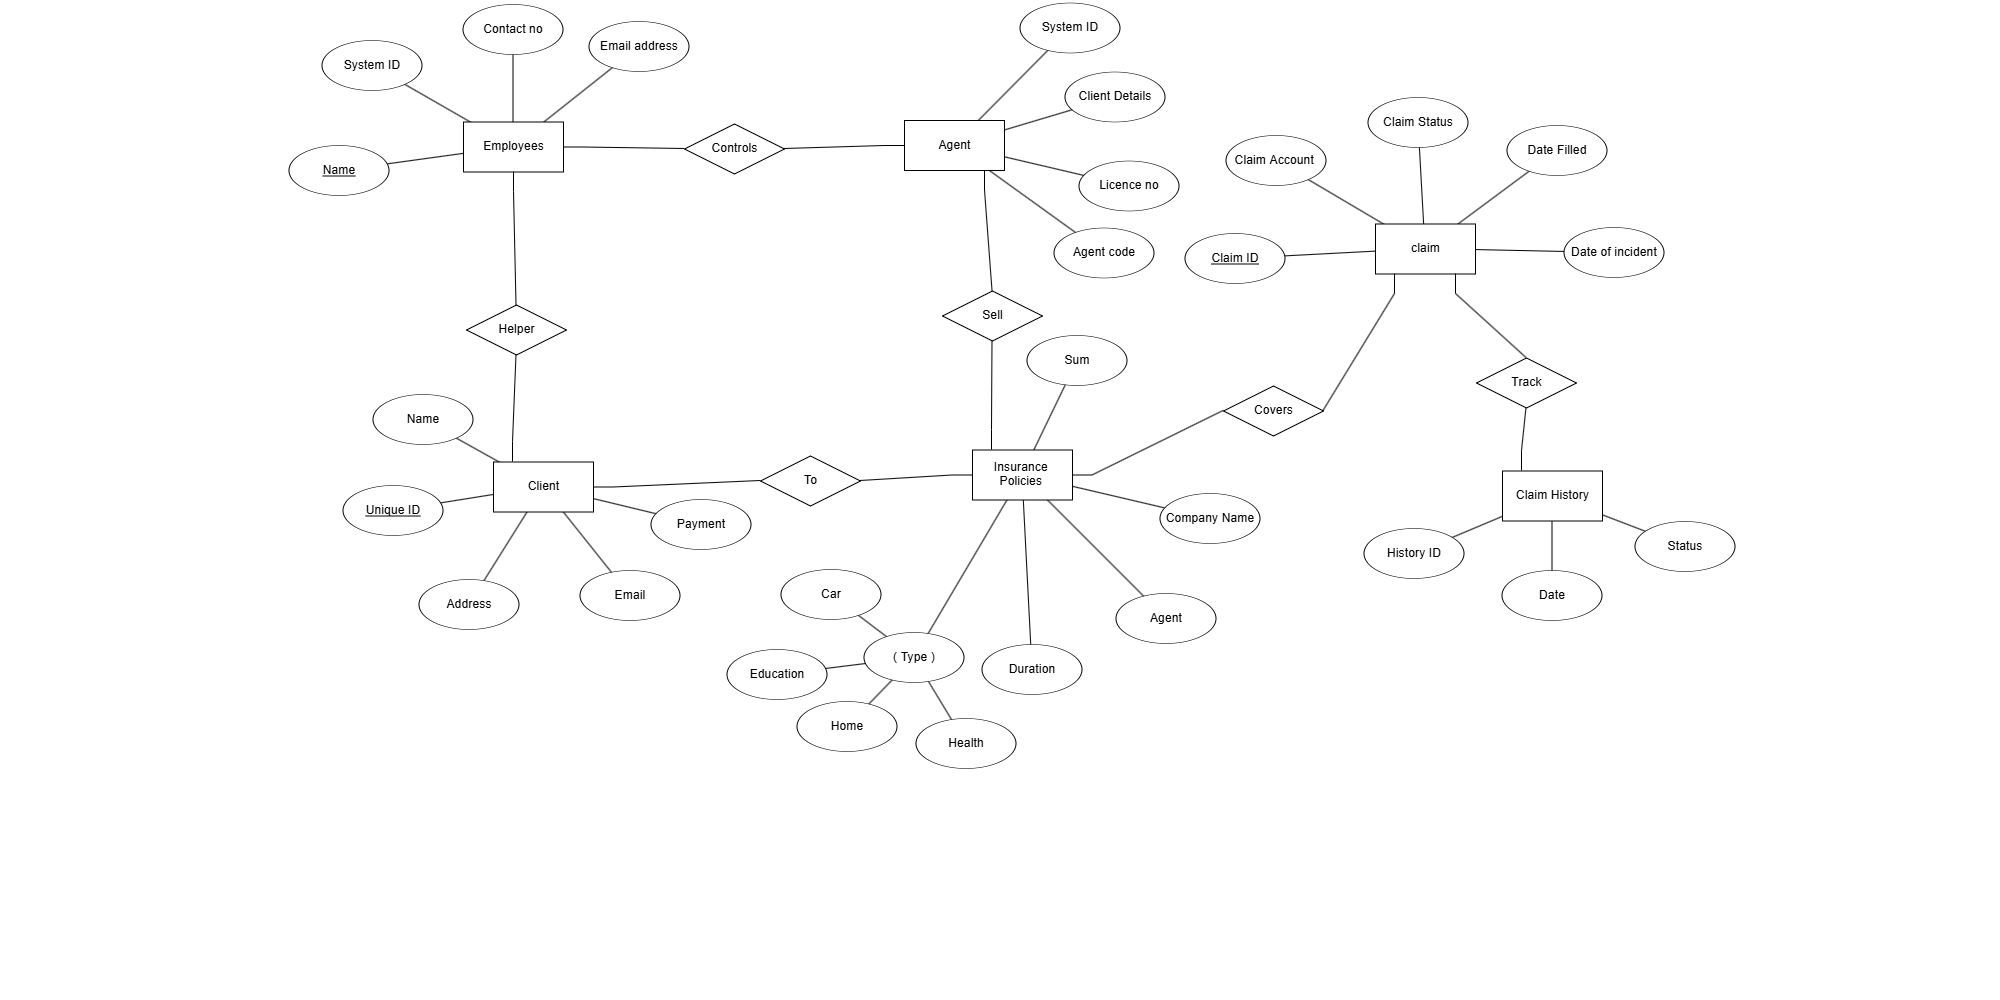 System ID
Contact no
Email address
System ID
Client Details
Claim Status
Date Filled
Claim Account
Name
Employees
Controls
Agent
Licence no
Agent code
Claim ID
claim
Date of incident
Helper
Sell
Sum
Covers
Track
Name
Unique ID
Client
Payment
To
Insurance
Policies
Company Name
Claim History
History ID
Status
Date
Address
Email
Car
( Type )
Education
Home
Health
Duration
Agent